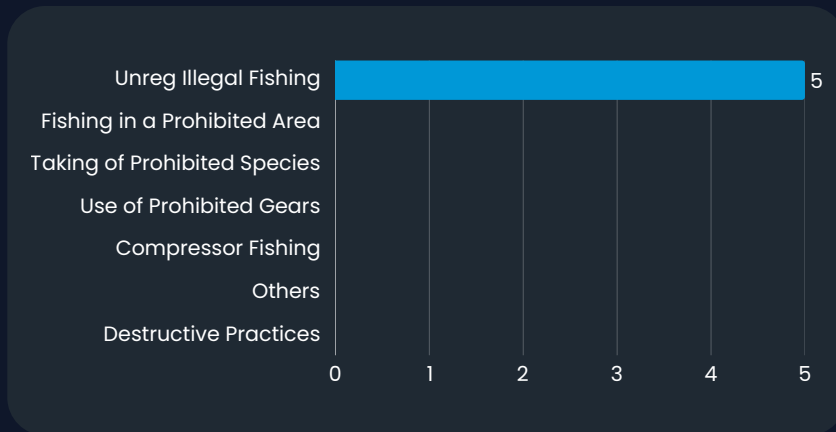 Unreg Illegal Fishing
5
Fishing in a Prohibited Area
Taking of Prohibited Species
Use of Prohibited Gears
Compressor Fishing
Others
Destructive Practices
0 1 2 3 4 5